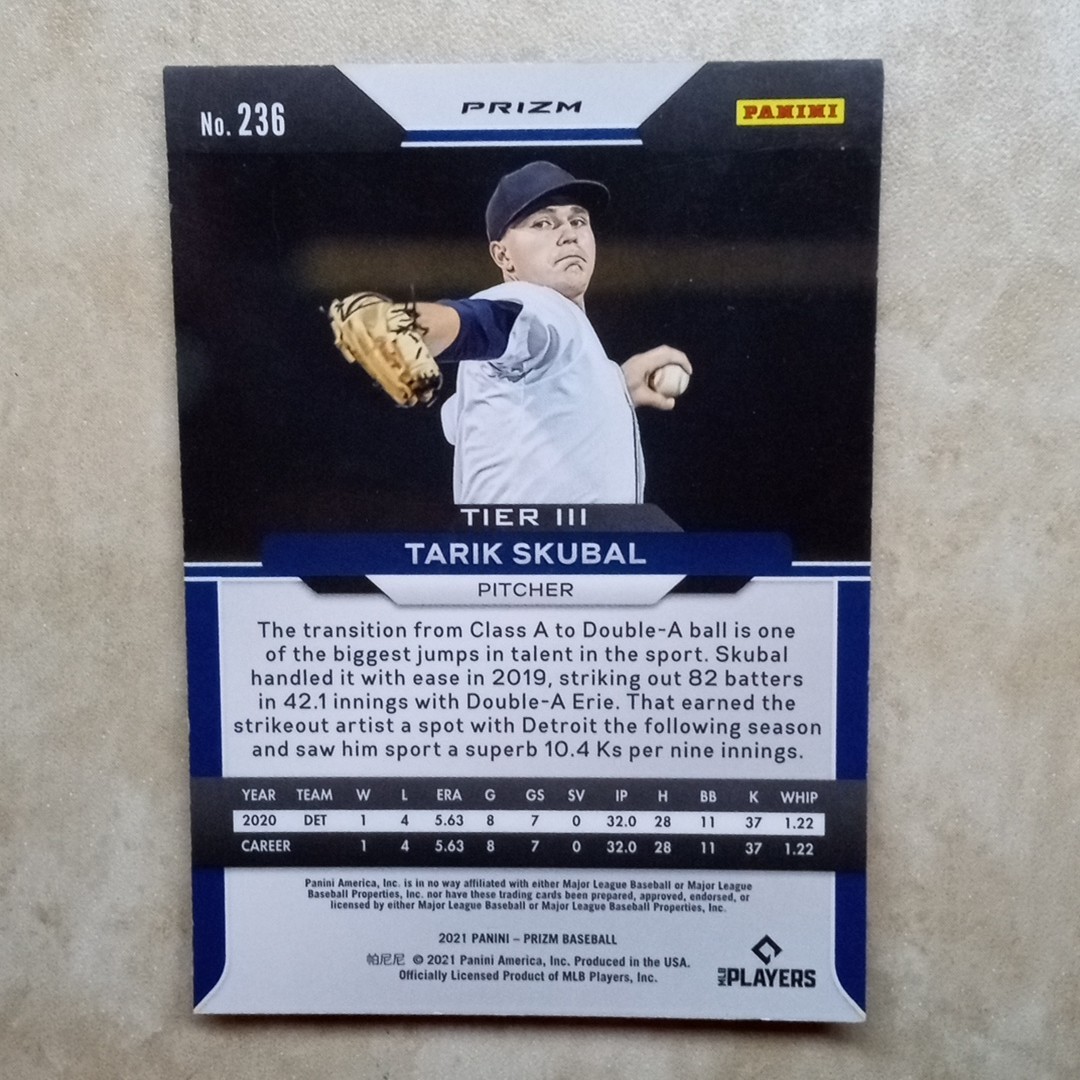 No. 236
PRIZM
PANINI
TIER III
TARIK SKUBAL
PITCHER
The transition from Class A to Double-A ball is one
of the biggest jumps in talent in the sport. Skubal
handled it with ease in 2019, striking out 82 batters
in 42.1 innings with Double-A Erie. That earned the
strikeout artist a spot with Detroit the following season
and saw him sport a superb 10.4 Ks per nine innings.
YEAR TEAM W L ERA G GS SV IP H BB K WHIP
2020 DET 1 4 5.63 8 7 0 32.0 28 11 37 1.22
CAREER 1 4 5.63 8 7 0 32.0 28 11 37 1.22
Panini America, Inc. is in no way affiliated with either Major League Baseball or Major League
Baseball Properties, Inc. nor have these trading cards been prepared, approved, endorsed, or
licensed by either Major League Baseball or Major League Baseball Properties, Inc.
2021 PANINI – PRIZM BASEBALL
帕尼尼 © 2021 Panini America, Inc. Produced in the USA.
Officially Licensed Product of MLB Players, Inc.
MLB PLAYERS